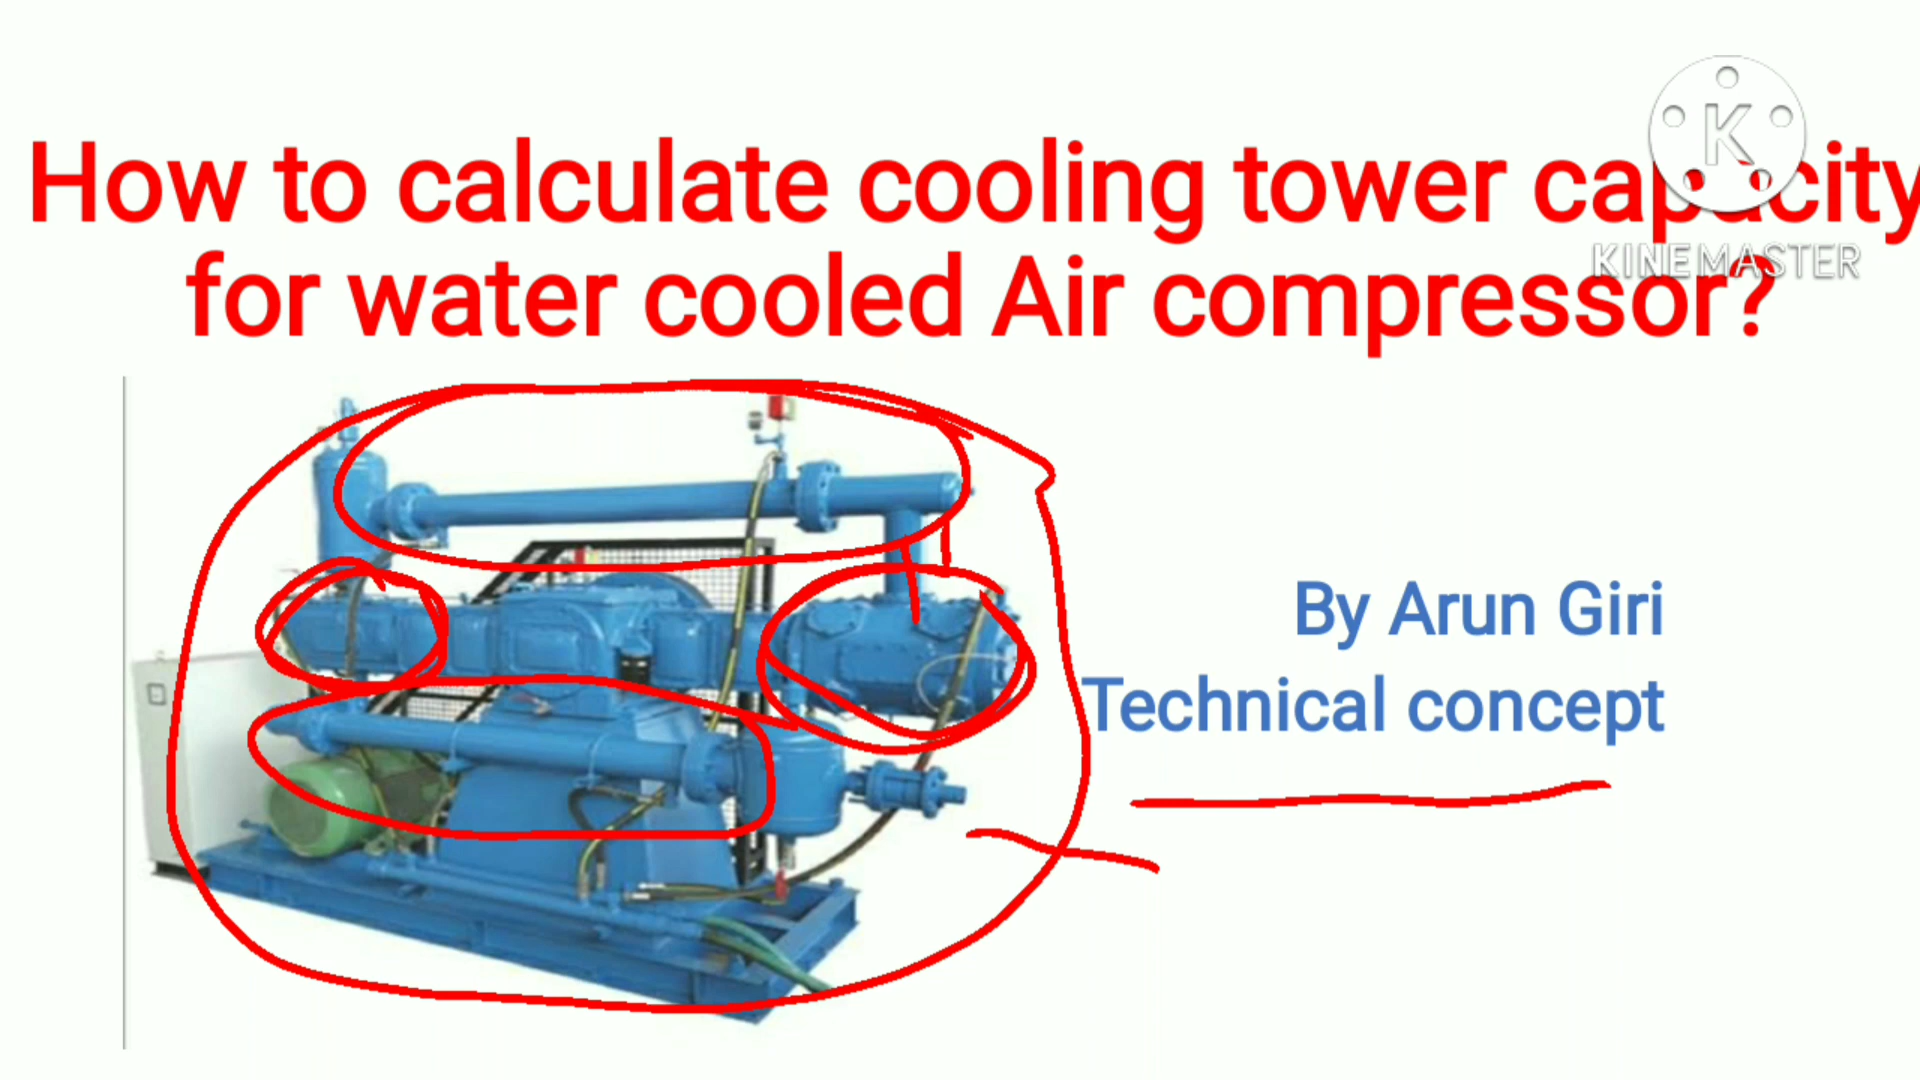 How to calculate cooling tower capacity
for water cooled Air compressor?
K
KINEMASTER
By Arun Giri
Technical concept